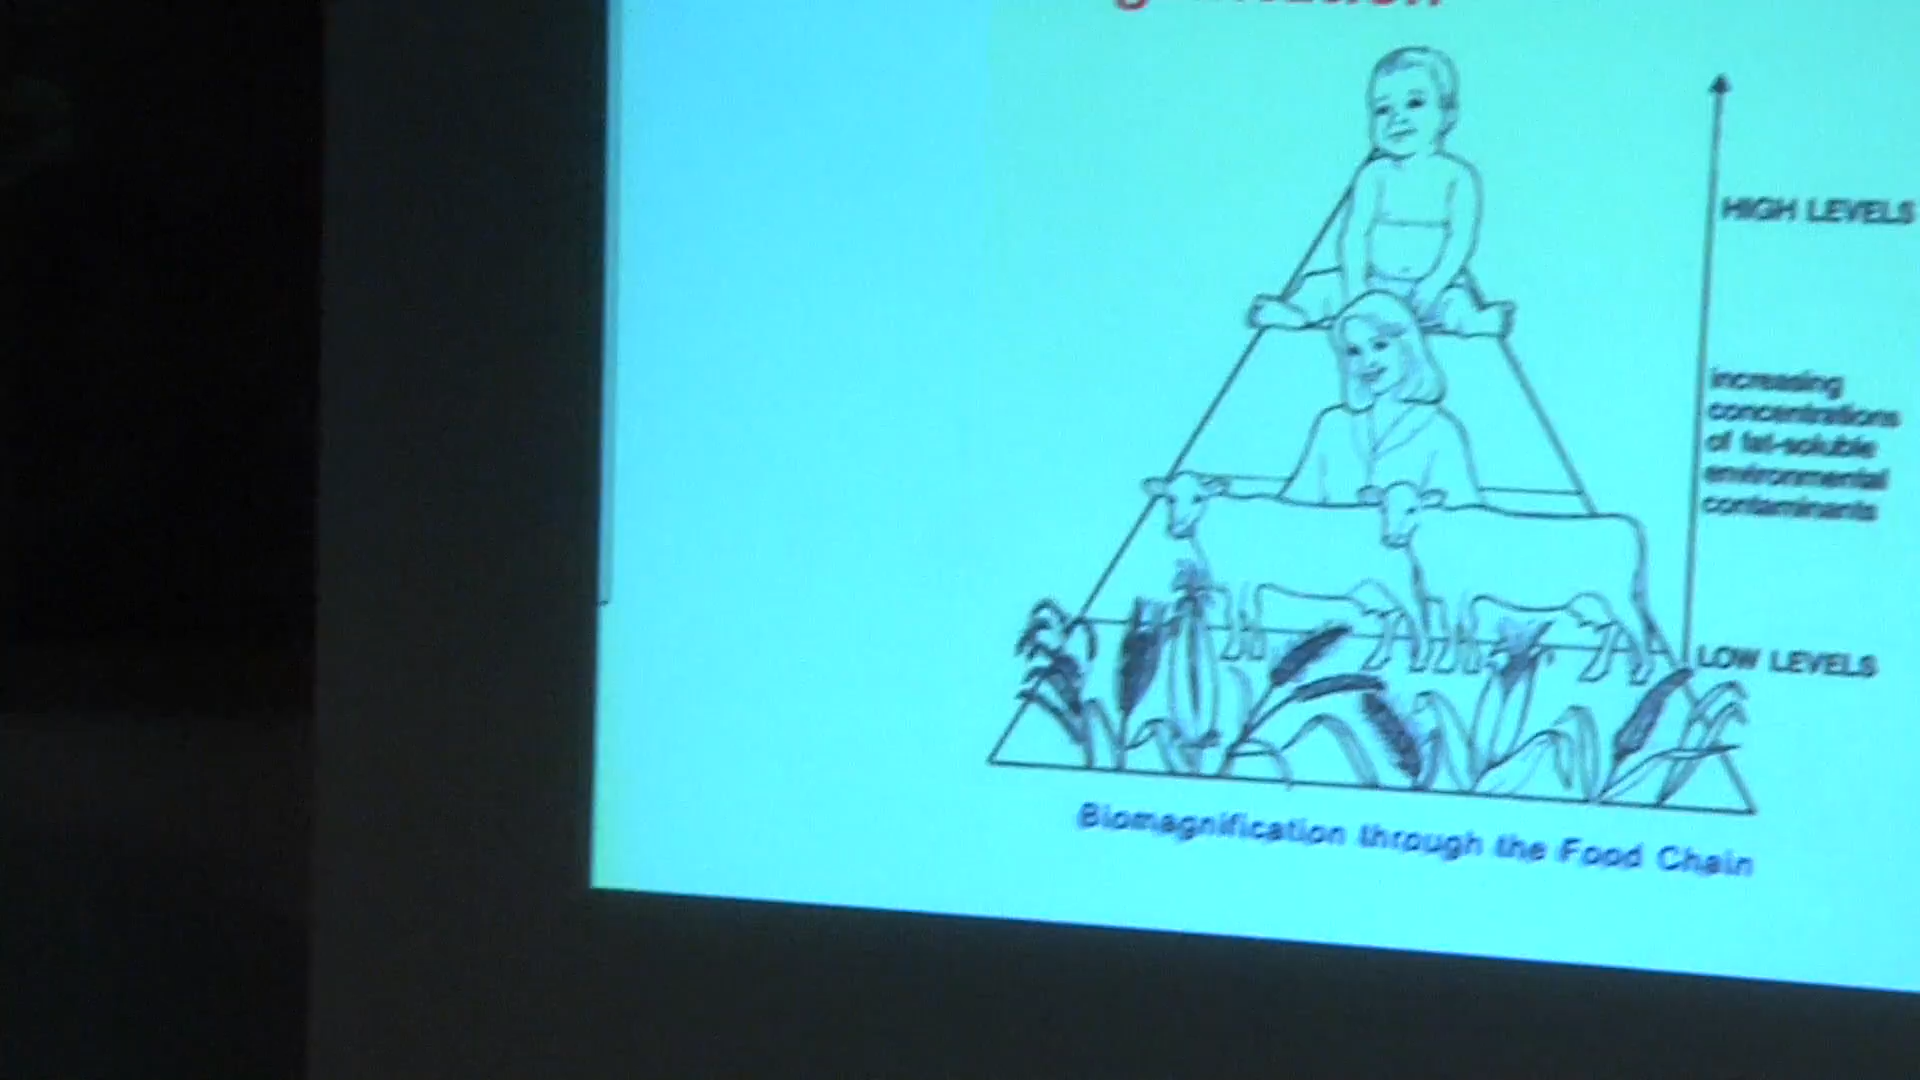 HIGH LEVELS
increasing
concentrations
of fat-soluble
environmental
contaminants
LOW LEVELS
Biomagnification through the Food Chain